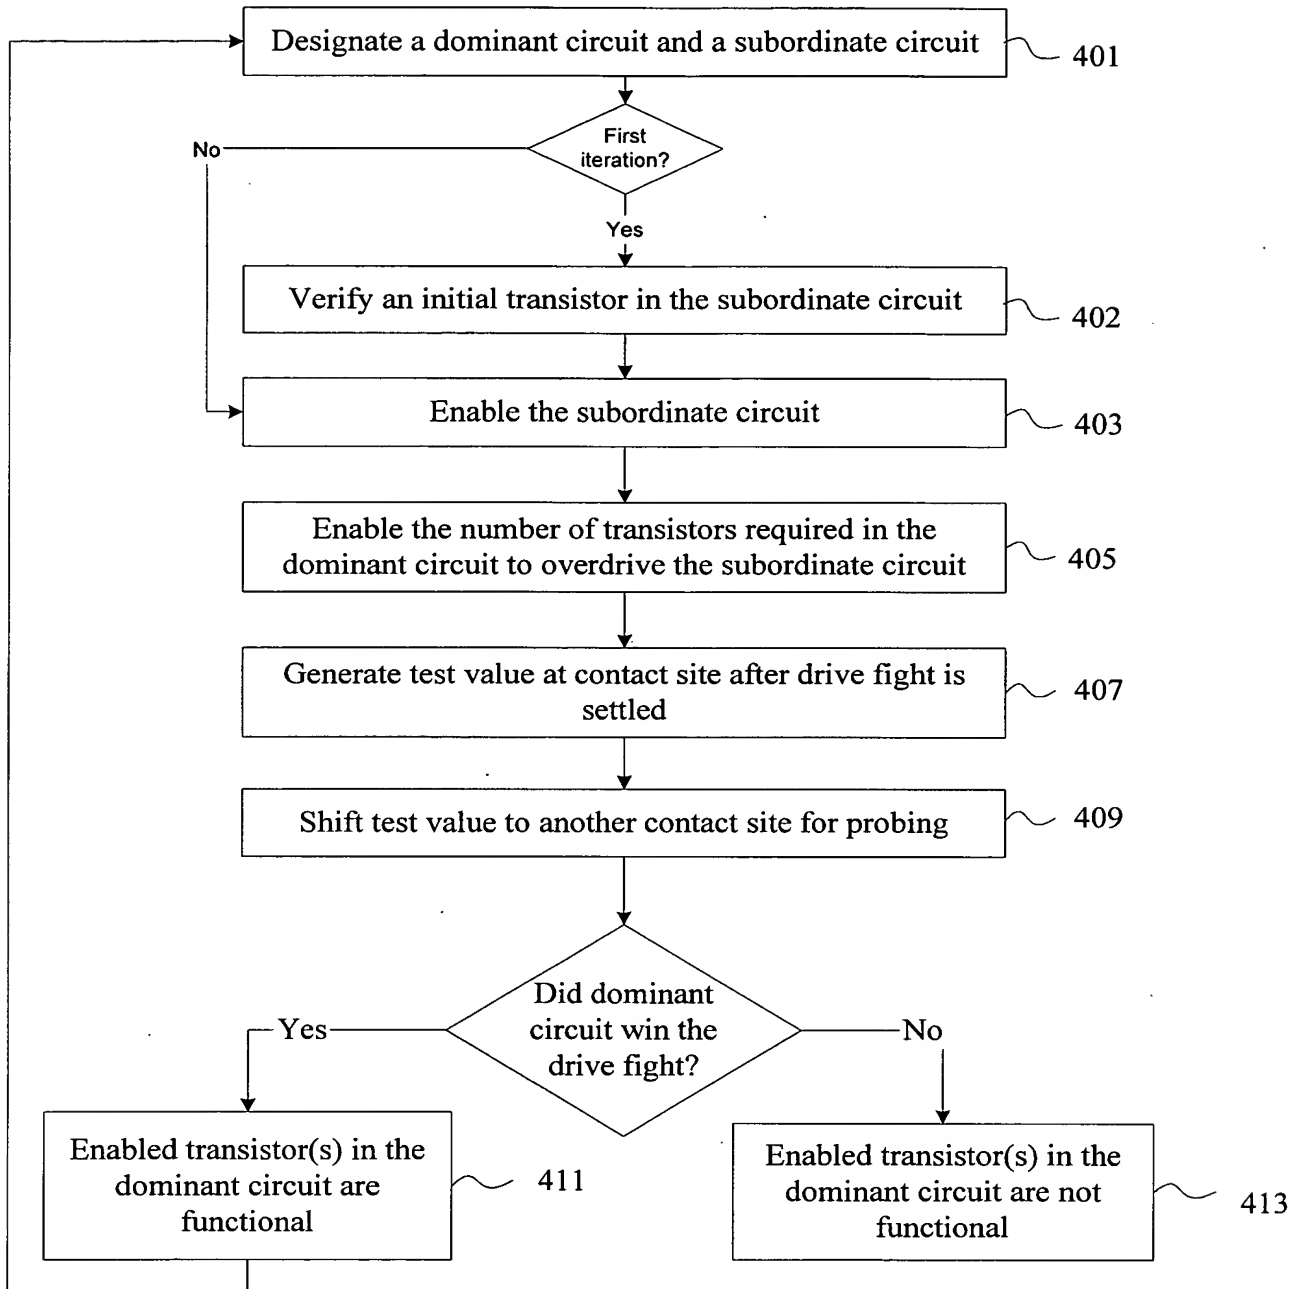 Designate a dominant circuit and a subordinate circuit
401
First
iteration?
No
Yes
Verify an initial transistor in the subordinate circuit
402
Enable the subordinate circuit
403
Enable the number of transistors required in the
dominant circuit to overdrive the subordinate circuit
405
Generate test value at contact site after drive fight is
settled
407
Shift test value to another contact site for probing
409
Did dominant
circuit win the
drive fight?
Yes
No
Enabled transistor(s) in the
dominant circuit are
functional
411
Enabled transistor(s) in the
dominant circuit are not
functional
413